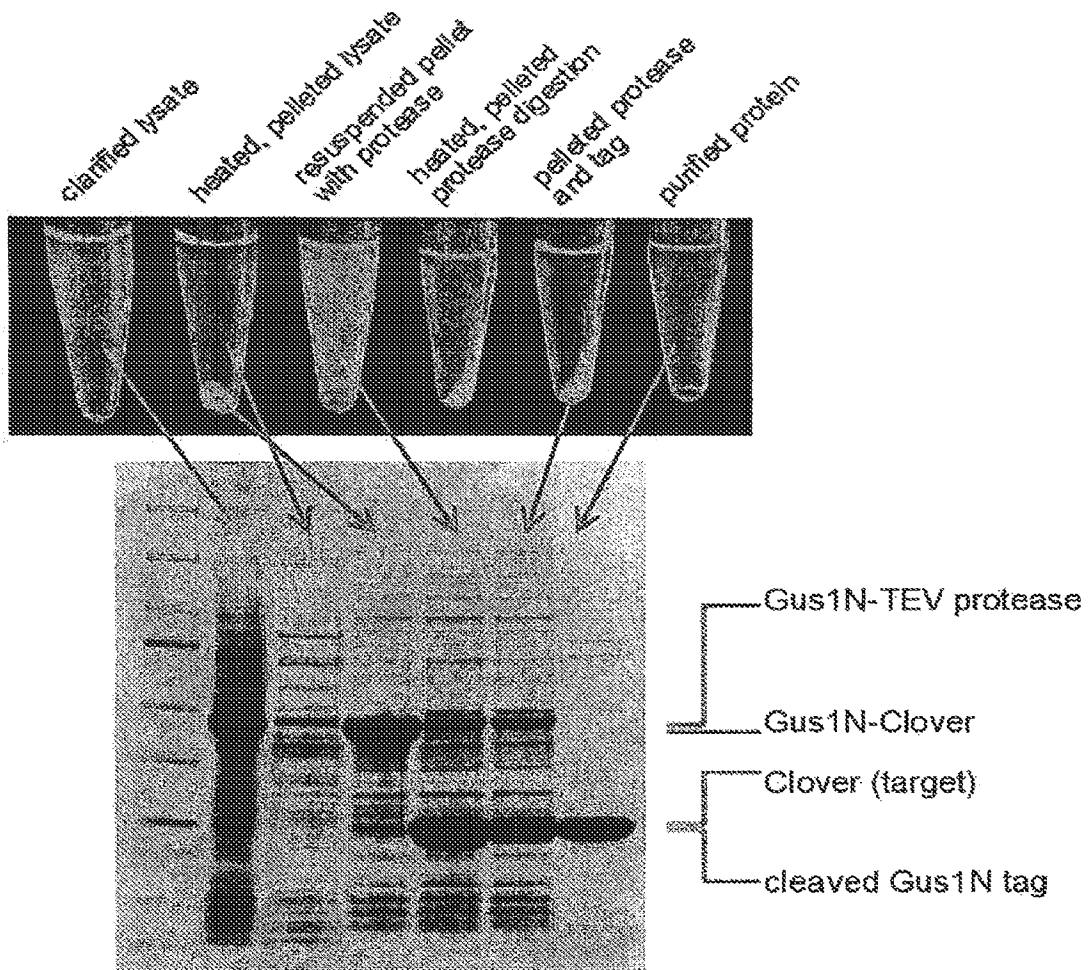 clarified lysate
heated, pelleted lysate
resuspended pellet
with protease
heated, pelleted
protease digestion
pelleted protease
and tag
purified protein
Gus1N-TEV protease
Gus1N-Clover
Clover (target)
cleaved Gus1N tag